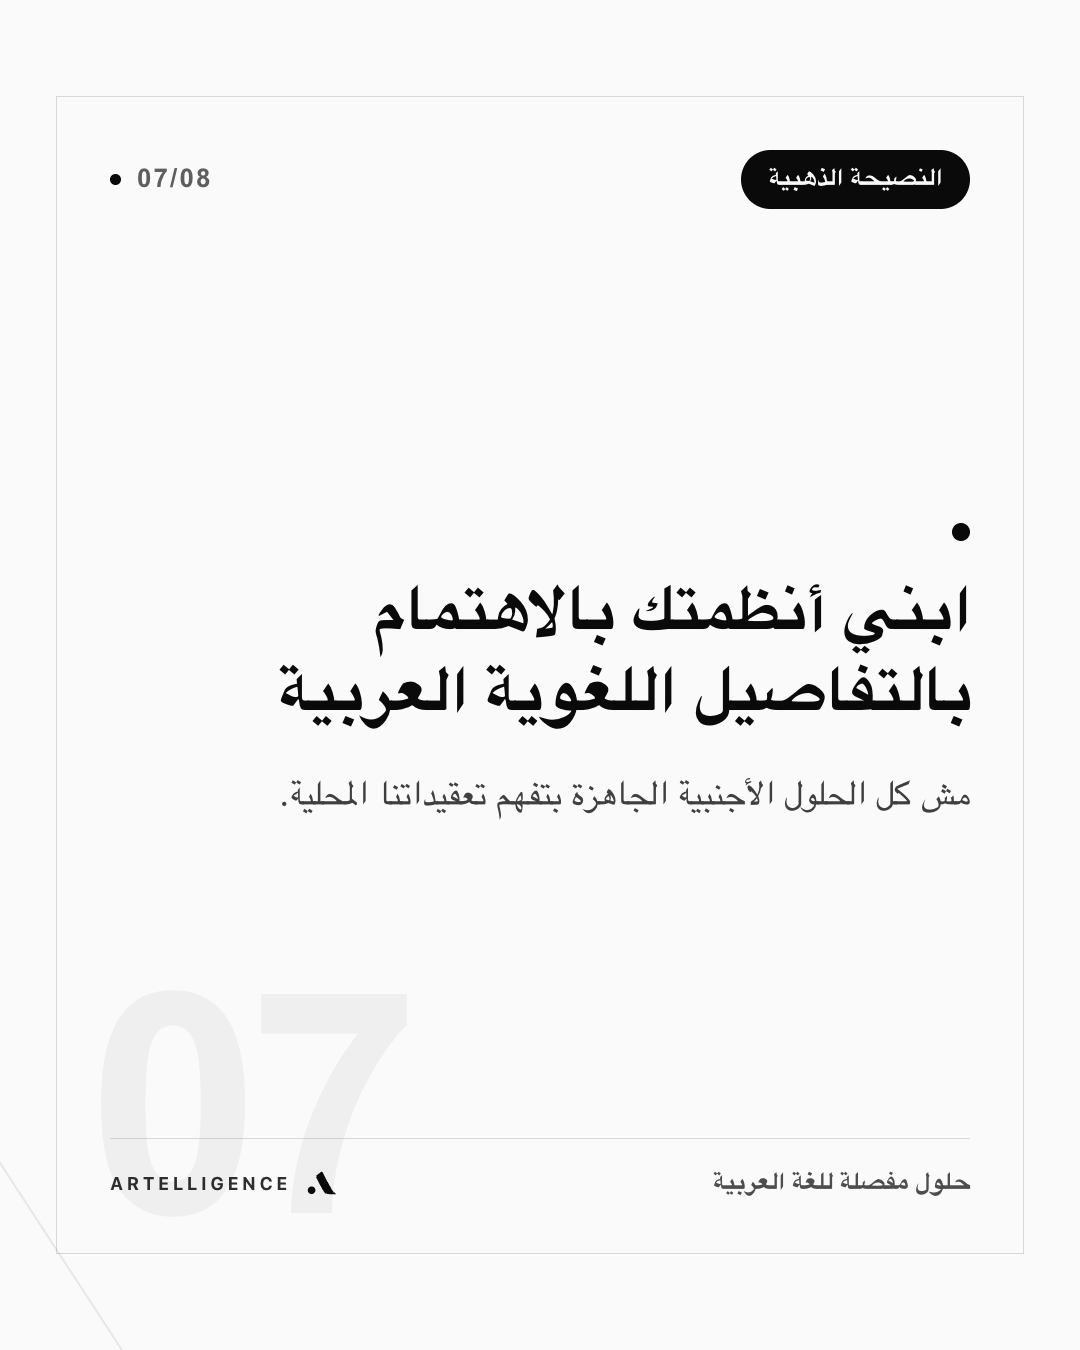 النصيحة الذهبية
07/08
ابني أنظمتك بالاهتمام
بالتفاصيل اللغوية العربية
مش كل الحلول الأجنبية الجاهزة بتفهم تعقيداتنا المحلية.
07
حلول مفصلة للغة العربية
ARTELLIGENCE